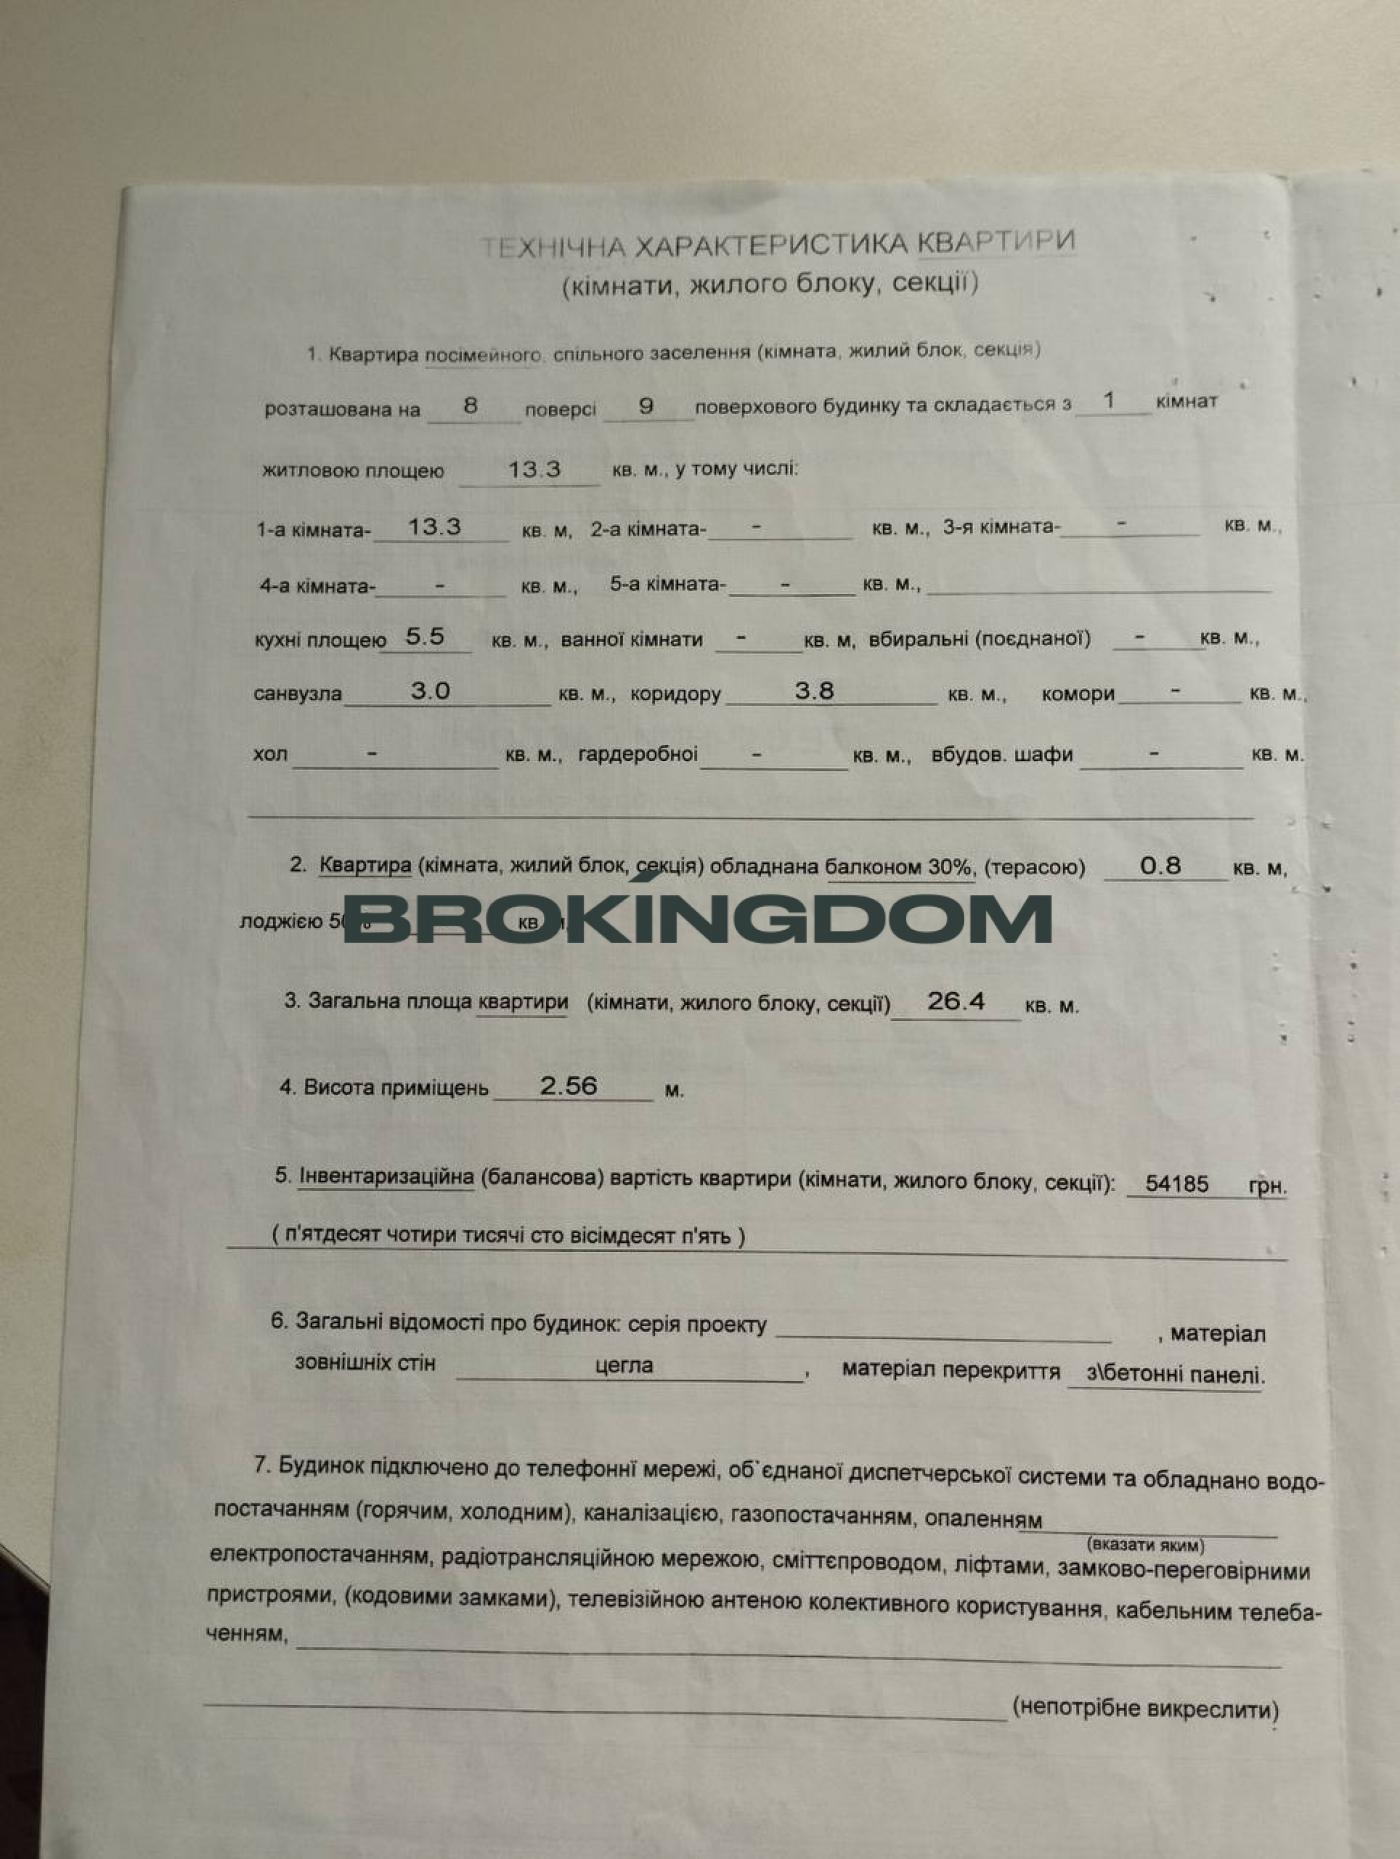 ТЕХНІЧНА ХАРАКТЕРИСТИКА КВАРТИРИ
(кімнати, жилого блоку, секції)
1. Квартира посімейного, спільного заселення (кімната, жилий блок, секція)
розташована на 8 поверсі 9 поверхового будинку та складається з 1 кімнат
житловою площею 13.3 кв. м., у тому числі:
1-а кімната- 13.3 кв. м, 2-а кімната- - кв. м., 3-я кімната- - кв. м.,
4-а кімната- - кв. м., 5-а кімната- - кв. м.,
кухні площею 5.5 кв. м., ванної кімнати - кв. м, вбиральні (поєднаної) - кв. м.,
санвузла 3.0 кв. м., коридору 3.8 кв. м., комори - кв. м.,
хол - кв. м., гардеробної - кв. м., вбудов. шафи - кв. м.
2. Квартира (кімната, жилий блок, секція) обладнана балконом 30%, (терасою) 0.8 кв. м,
лоджією 50% кв. м,
BROKINGDOM
3. Загальна площа квартири (кімнати, жилого блоку, секції) 26.4 кв. м.
4. Висота приміщень 2.56 м.
5. Інвентаризаційна (балансова) вартість квартири (кімнати, жилого блоку, секції): 54185 грн.
( п'ятдесят чотири тисячі сто вісімдесят п'ять )
6. Загальні відомості про будинок: серія проекту , матеріал
зовнішніх стін цегла , матеріал перекриття з\бетонні панелі.
7. Будинок підключено до телефонні мережі, об`єднаної диспетчерської системи та обладнано водо-
постачанням (горячим, холодним), каналізацією, газопостачанням, опаленням
(вказати яким)
електропостачанням, радіотрансляційною мережою, сміттєпроводом, ліфтами, замково-переговірними
пристроями, (кодовими замками), телевізійною антеною колективного користування, кабельним телеба-
ченням,
(непотрібне викреслити)